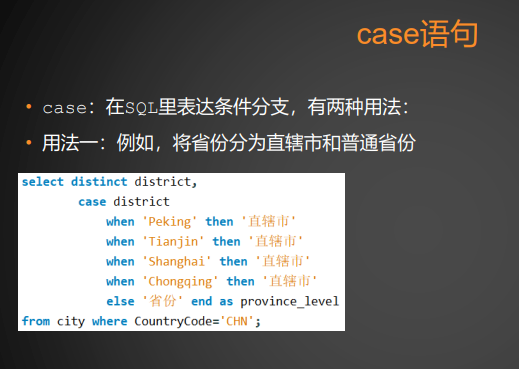 case语句
• case：在SQL里表达条件分支，有两种用法：
• 用法一：例如，将省份分为直辖市和普通省份
select distinct district,
case district
when 'Peking' then '直辖市'
when 'Tianjin' then '直辖市'
when 'Shanghai' then '直辖市'
when 'Chongqing' then '直辖市'
else '省份' end as province_level
from city where CountryCode='CHN';